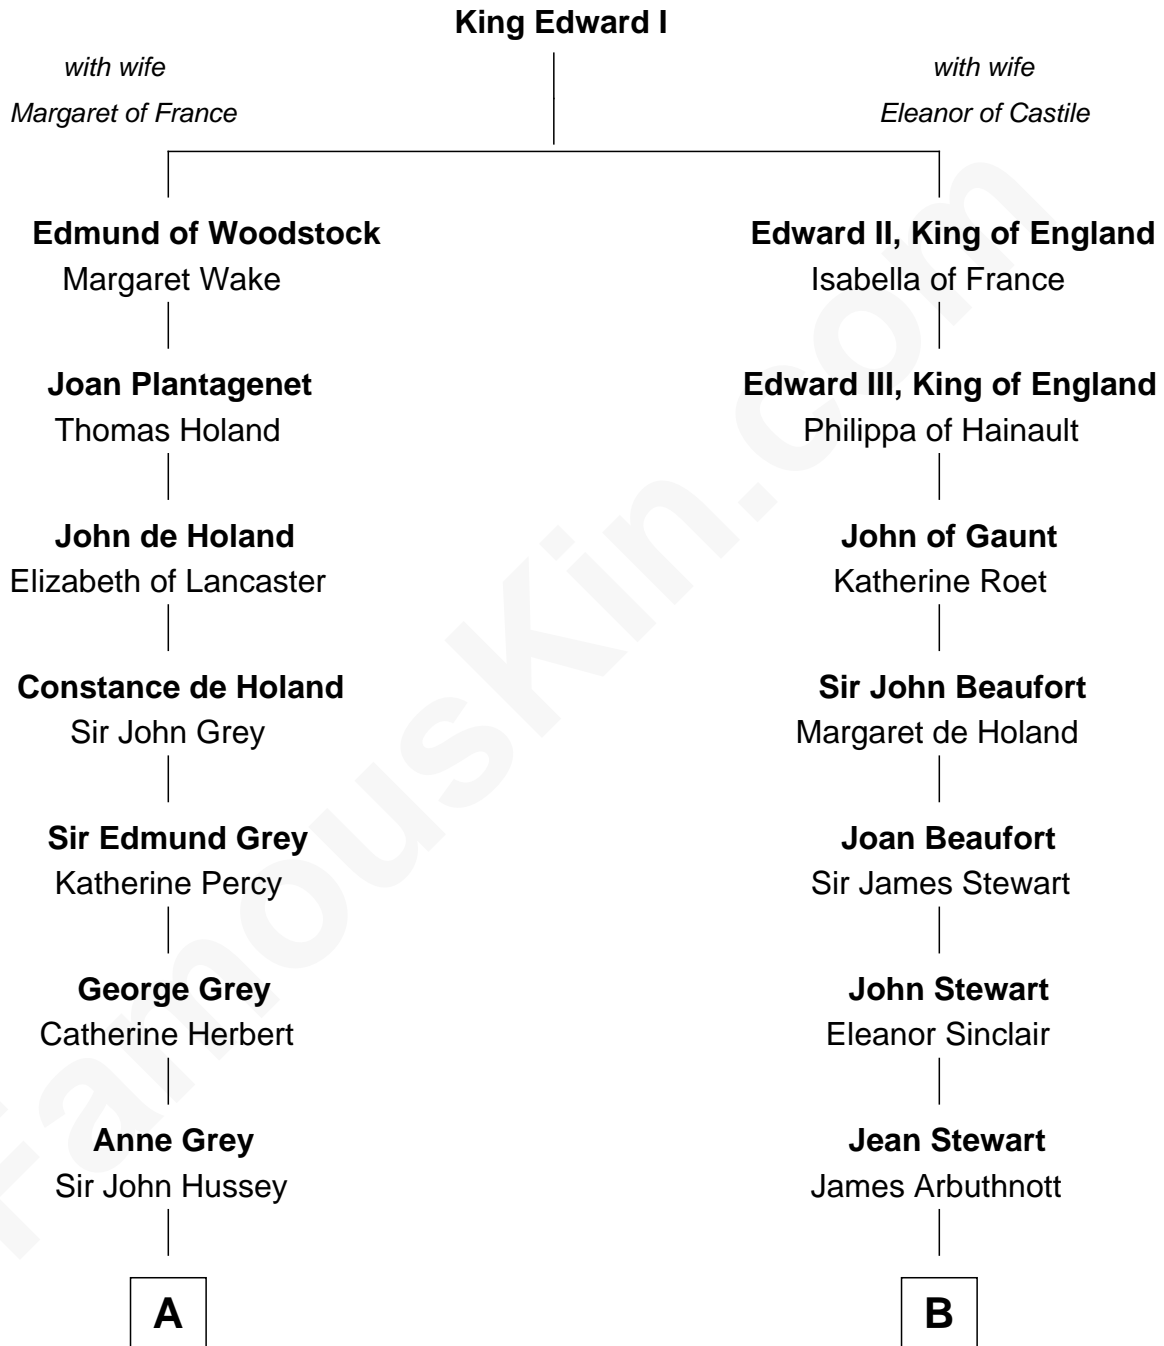 King Edward I
with wife
Margaret of France
with wife
Eleanor of Castile
Edmund of Woodstock
Margaret Wake
Edward II, King of England
Isabella of France
Joan Plantagenet
Thomas Holand
Edward III, King of England
Philippa of Hainault
John de Holand
Elizabeth of Lancaster
John of Gaunt
Katherine Roet
Constance de Holand
Sir John Grey
Sir John Beaufort
Margaret de Holand
Sir Edmund Grey
Katherine Percy
Joan Beaufort
Sir James Stewart
George Grey
Catherine Herbert
John Stewart
Eleanor Sinclair
Anne Grey
Sir John Hussey
Jean Stewart
James Arbuthnott
A
B
FamousKin.com